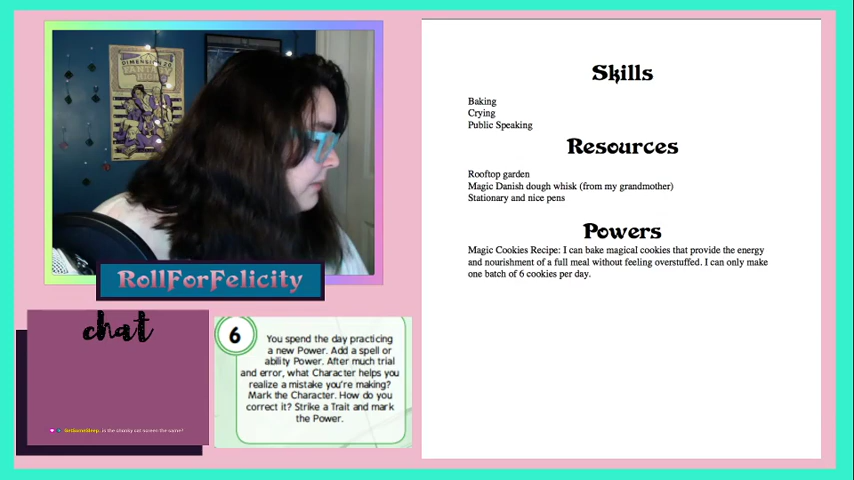 DIMENSION 20
FANTASY
HIGH
RollForFelicity
chat
6
You spend the day practicing
a new Power. Add a spell or
ability Power. After much trial
and error, what Character helps you
realize a mistake you're making?
Mark the Character. How do you
correct it? Strike a Trait and mark
the Power.
Skills
Baking
Crying
Public Speaking
Resources
Rooftop garden
Magic Danish dough whisk (from my grandmother)
Stationary and nice pens
Powers
Magic Cookies Recipe: I can bake magical cookies that provide the energy
and nourishment of a full meal without feeling overstuffed. I can only make
one batch of 6 cookies per day.